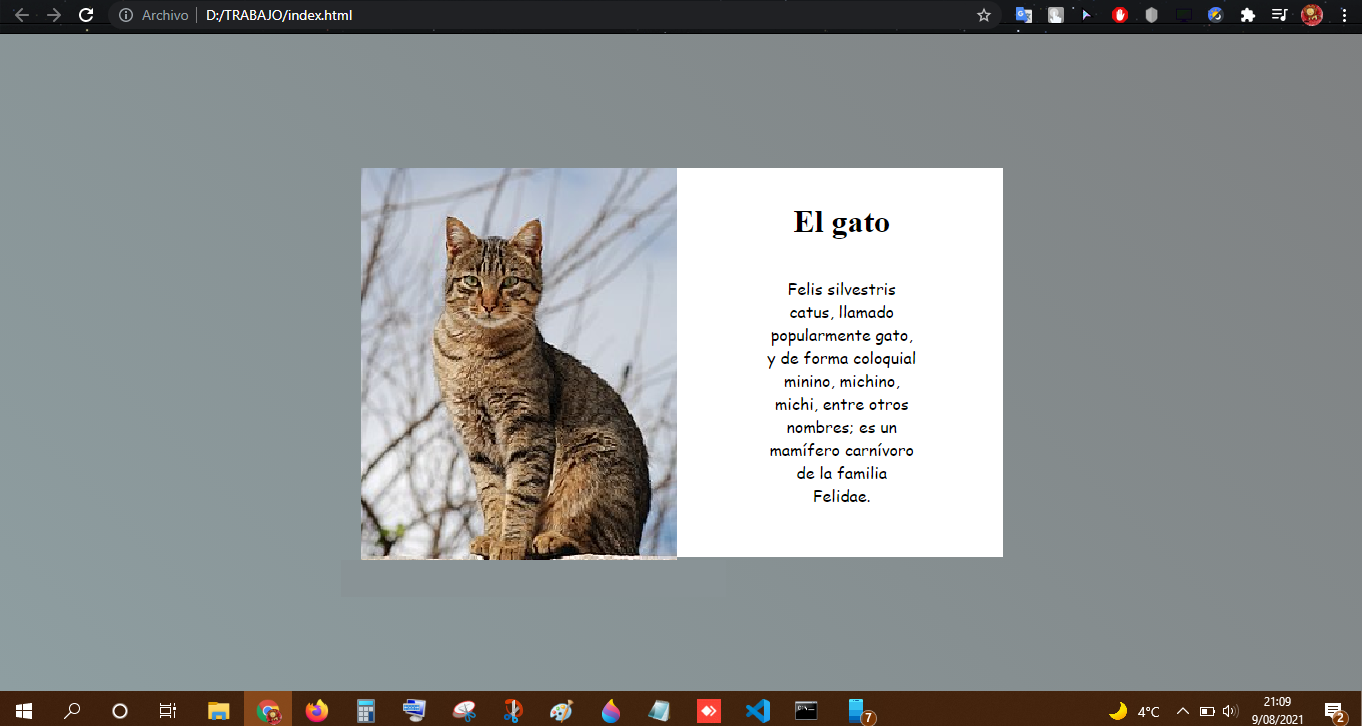 Archivo D:/TRABAJO/index.html
El gato
Felis silvestris
catus, llamado
popularmente gato,
y de forma coloquial
minino, michino,
michi, entre otros
nombres; es un
mamífero carnívoro
de la familia
Felidae.
7
4°C
21:09
9/08/2021
2